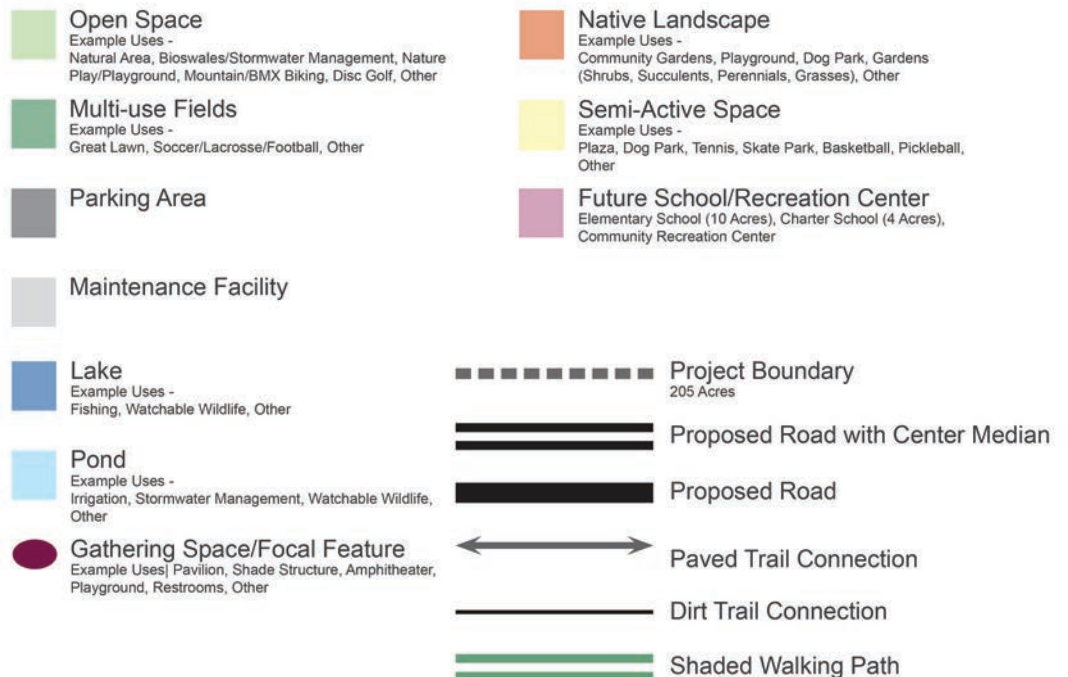 Open Space
Example Uses -
Natural Area, Bioswales/Stormwater Management, Nature
Play/Playground, Mountain/BMX Biking, Disc Golf, Other
Multi-use Fields
Example Uses -
Great Lawn, Soccer/Lacrosse/Football, Other
Parking Area
Maintenance Facility
Lake
Example Uses -
Fishing, Watchable Wildlife, Other
Pond
Example Uses -
Irrigation, Stormwater Management, Watchable Wildlife,
Other
Gathering Space/Focal Feature
Example Uses| Pavilion, Shade Structure, Amphitheater,
Playground, Restrooms, Other
Native Landscape
Example Uses -
Community Gardens, Playground, Dog Park, Gardens
(Shrubs, Succulents, Perennials, Grasses), Other
Semi-Active Space
Example Uses -
Plaza, Dog Park, Tennis, Skate Park, Basketball, Pickleball,
Other
Future School/Recreation Center
Elementary School (10 Acres), Charter School (4 Acres),
Community Recreation Center
Project Boundary
205 Acres
Proposed Road with Center Median
Proposed Road
Paved Trail Connection
Dirt Trail Connection
Shaded Walking Path